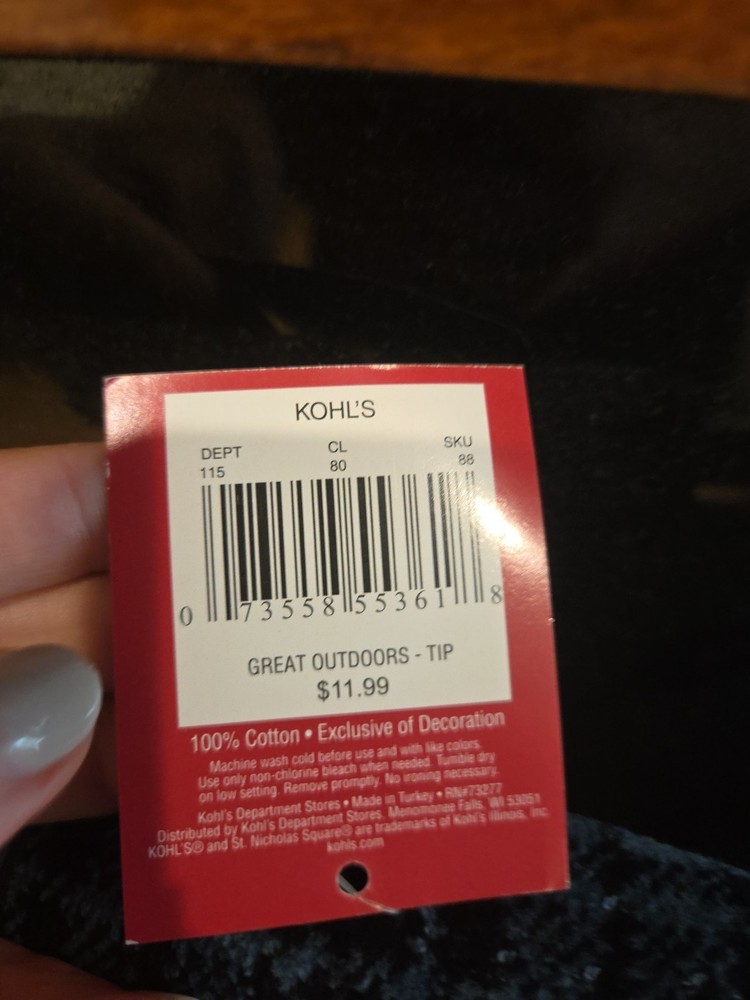 KOHL'S
DEPT CL SKU
115 80 88
0 73558 55361 8
GREAT OUTDOORS - TIP
$11.99
100% Cotton • Exclusive of Decoration
Machine wash cold before use and with like colors.
Use only non-chlorine bleach when needed. Tumble dry
on low setting. Remove promptly. No ironing necessary.
Kohl's Department Stores • Made in Turkey • RN#73277
Distributed by Kohl's Department Stores. Menomonee Falls, WI 53051
KOHL'S® and St. Nicholas Square® are trademarks of Kohl's Illinois, Inc.
kohls.com